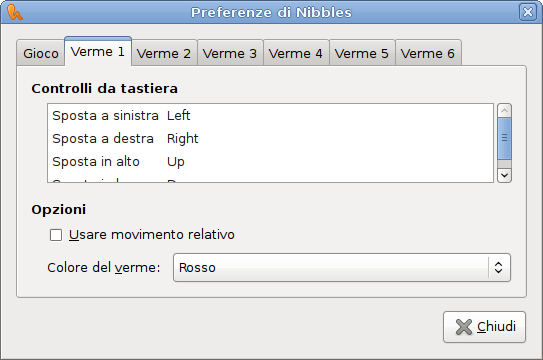 Preferenze di Nibbles
Gioco Verme 1 Verme 2 Verme 3 Verme 4 Verme 5 Verme 6
Controlli da tastiera
Sposta a sinistra Left
Sposta a destra Right
Sposta in alto Up
Opzioni
Usare movimento relativo
Colore del verme: Rosso
Chiudi